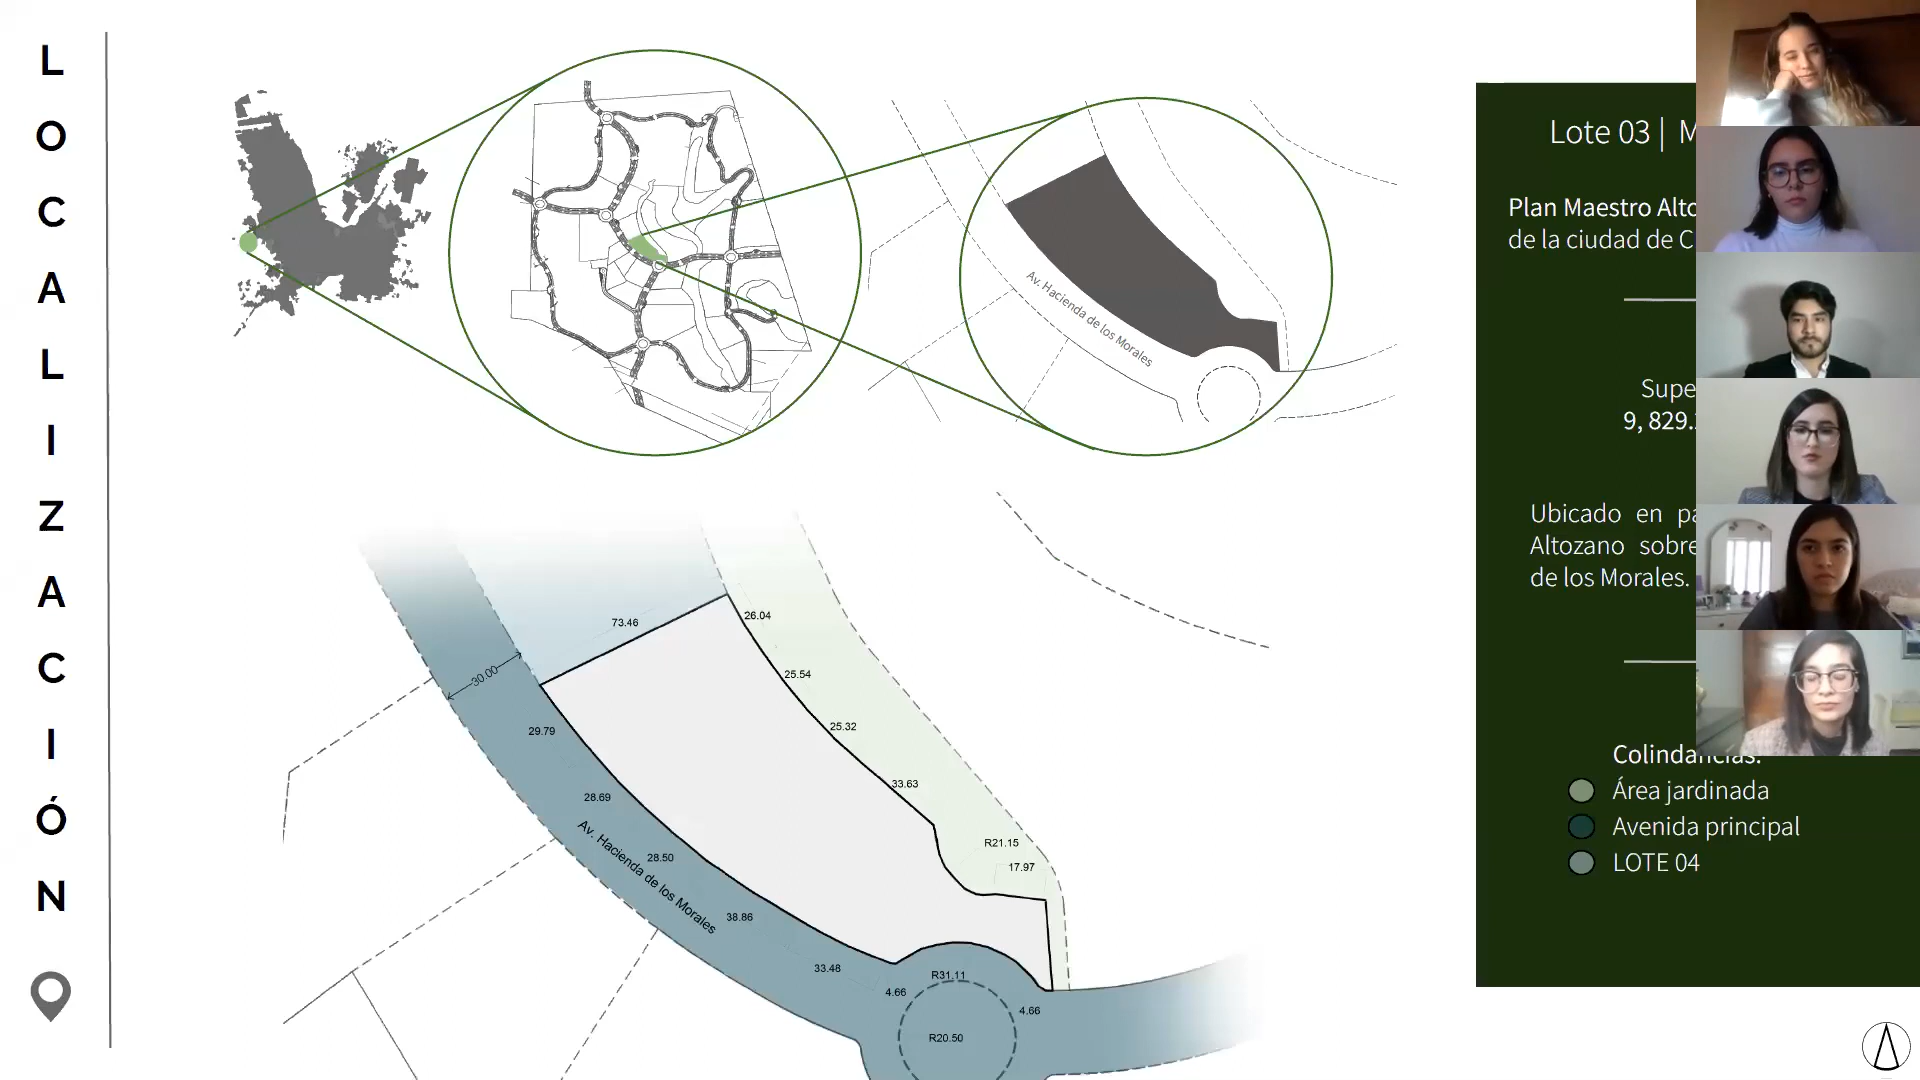 LOCALIZACIÓN
Av. Hacienda de los Morales
73.46
26.04
25.54
25.32
33.63
R21.15
17.97
30.00
29.79
28.69
28.50
38.86
33.48
4.66
R31.11
4.66
R20.50
Av. Hacienda de los Morales
Lote 03 |
Plan Maestro
de la ciudad de
9, 829.
Ubicado en
Altozano sobre
de los Morales.
Colindancias:
Área jardinada
Avenida principal
LOTE 04